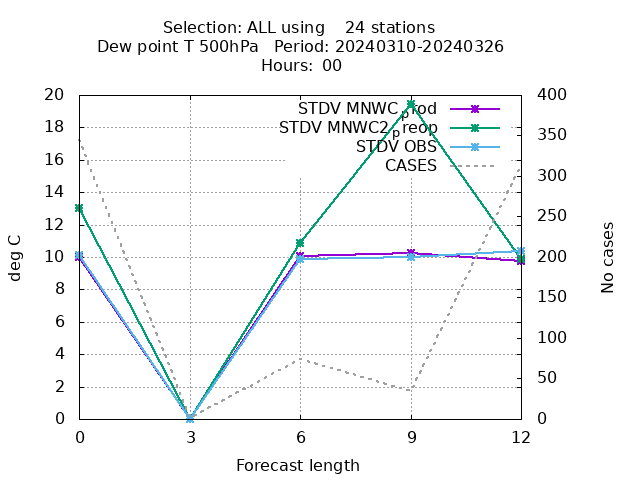 Selection: ALL using 24 stations
Dew point T 500hPa Period: 20240310-20240326
Hours: 00
STDV MNWC_prod
STDV MNWC2_preop
STDV OBS
CASES
20
18
16
14
12
10
8
6
4
2
0
400
350
300
250
200
150
100
50
0
deg C
No cases
0 3 6 9 12
Forecast length